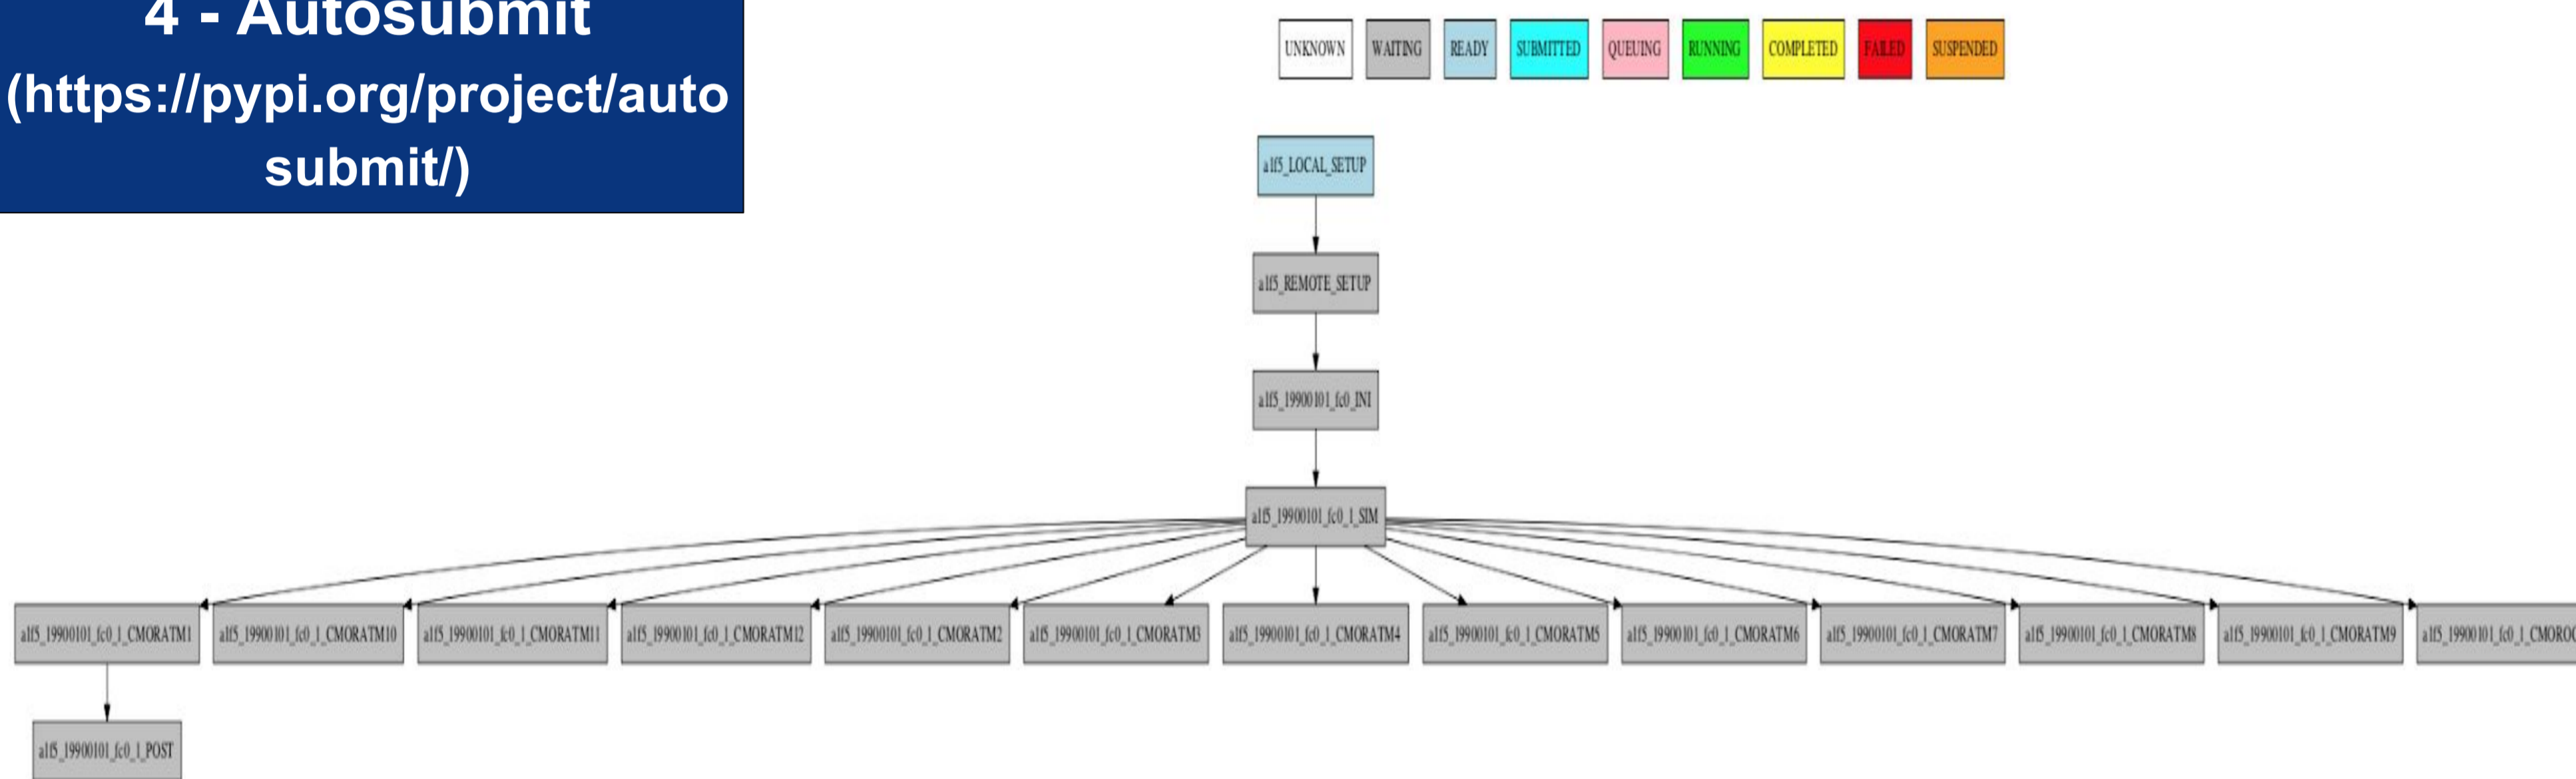 4 - Autosubmit
(https://pypi.org/project/auto
submit/)
UNKNOWN WAITING READY SUBMITTED QUEUING RUNNING COMPLETED FAILED SUSPENDED
a1f5_LOCAL_SETUP
a1f5_REMOTE_SETUP
a1f5_19900101_fc0_INI
a1f5_19900101_fc0_1_SIM
a1f5_19900101_fc0_1_CMORATM1 a1f5_19900101_fc0_1_CMORATM10 a1f5_19900101_fc0_1_CMORATM11 a1f5_19900101_fc0_1_CMORATM12 a1f5_19900101_fc0_1_CMORATM2 a1f5_19900101_fc0_1_CMORATM3 a1f5_19900101_fc0_1_CMORATM4 a1f5_19900101_fc0_1_CMORATM5 a1f5_19900101_fc0_1_CMORATM6 a1f5_19900101_fc0_1_CMORATM7 a1f5_19900101_fc0_1_CMORATM8 a1f5_19900101_fc0_1_CMORATM9
a1f5_19900101_fc0_1_POST